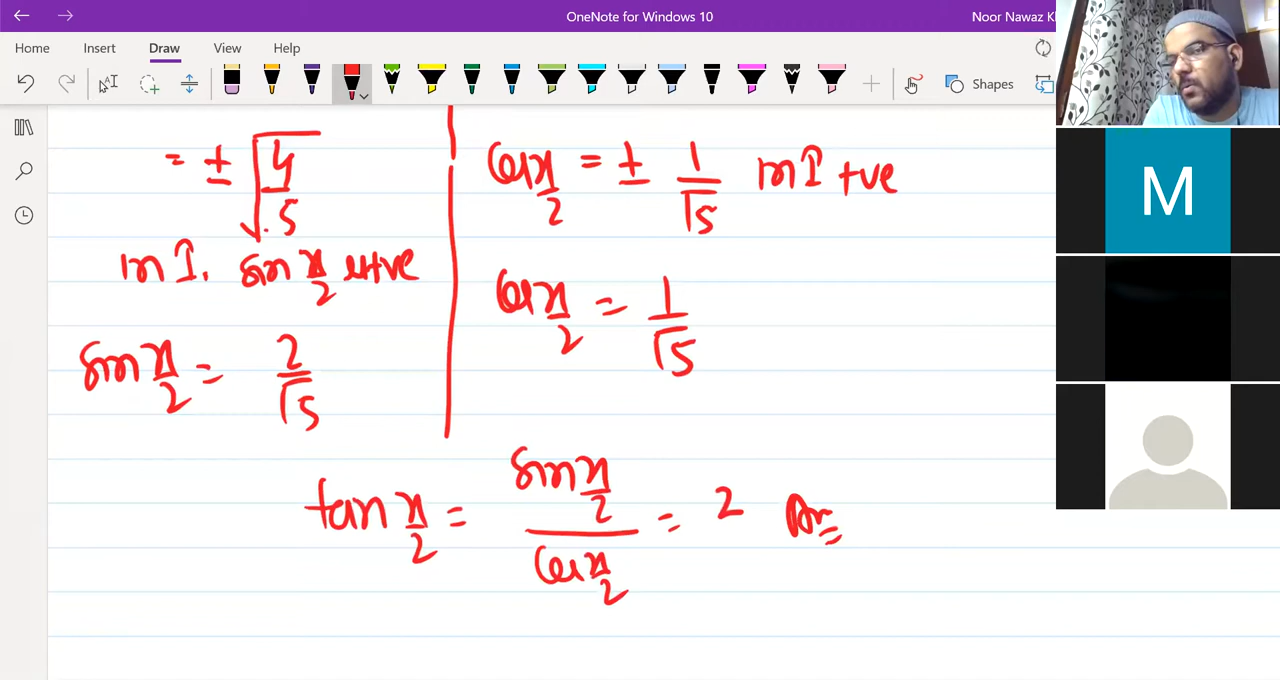 OneNote for Windows 10
Noor Nawaz Kh
Home Insert Draw View Help
Shapes
= ± √(4/5)
in I, sin x/2 +ve
sin x/2 = 2/√5
cos x/2 = ± 1/√5 in I +ve
cos x/2 = 1/√5
tan x/2 = (sin x/2)/(cos x/2) = 2 Ans
M